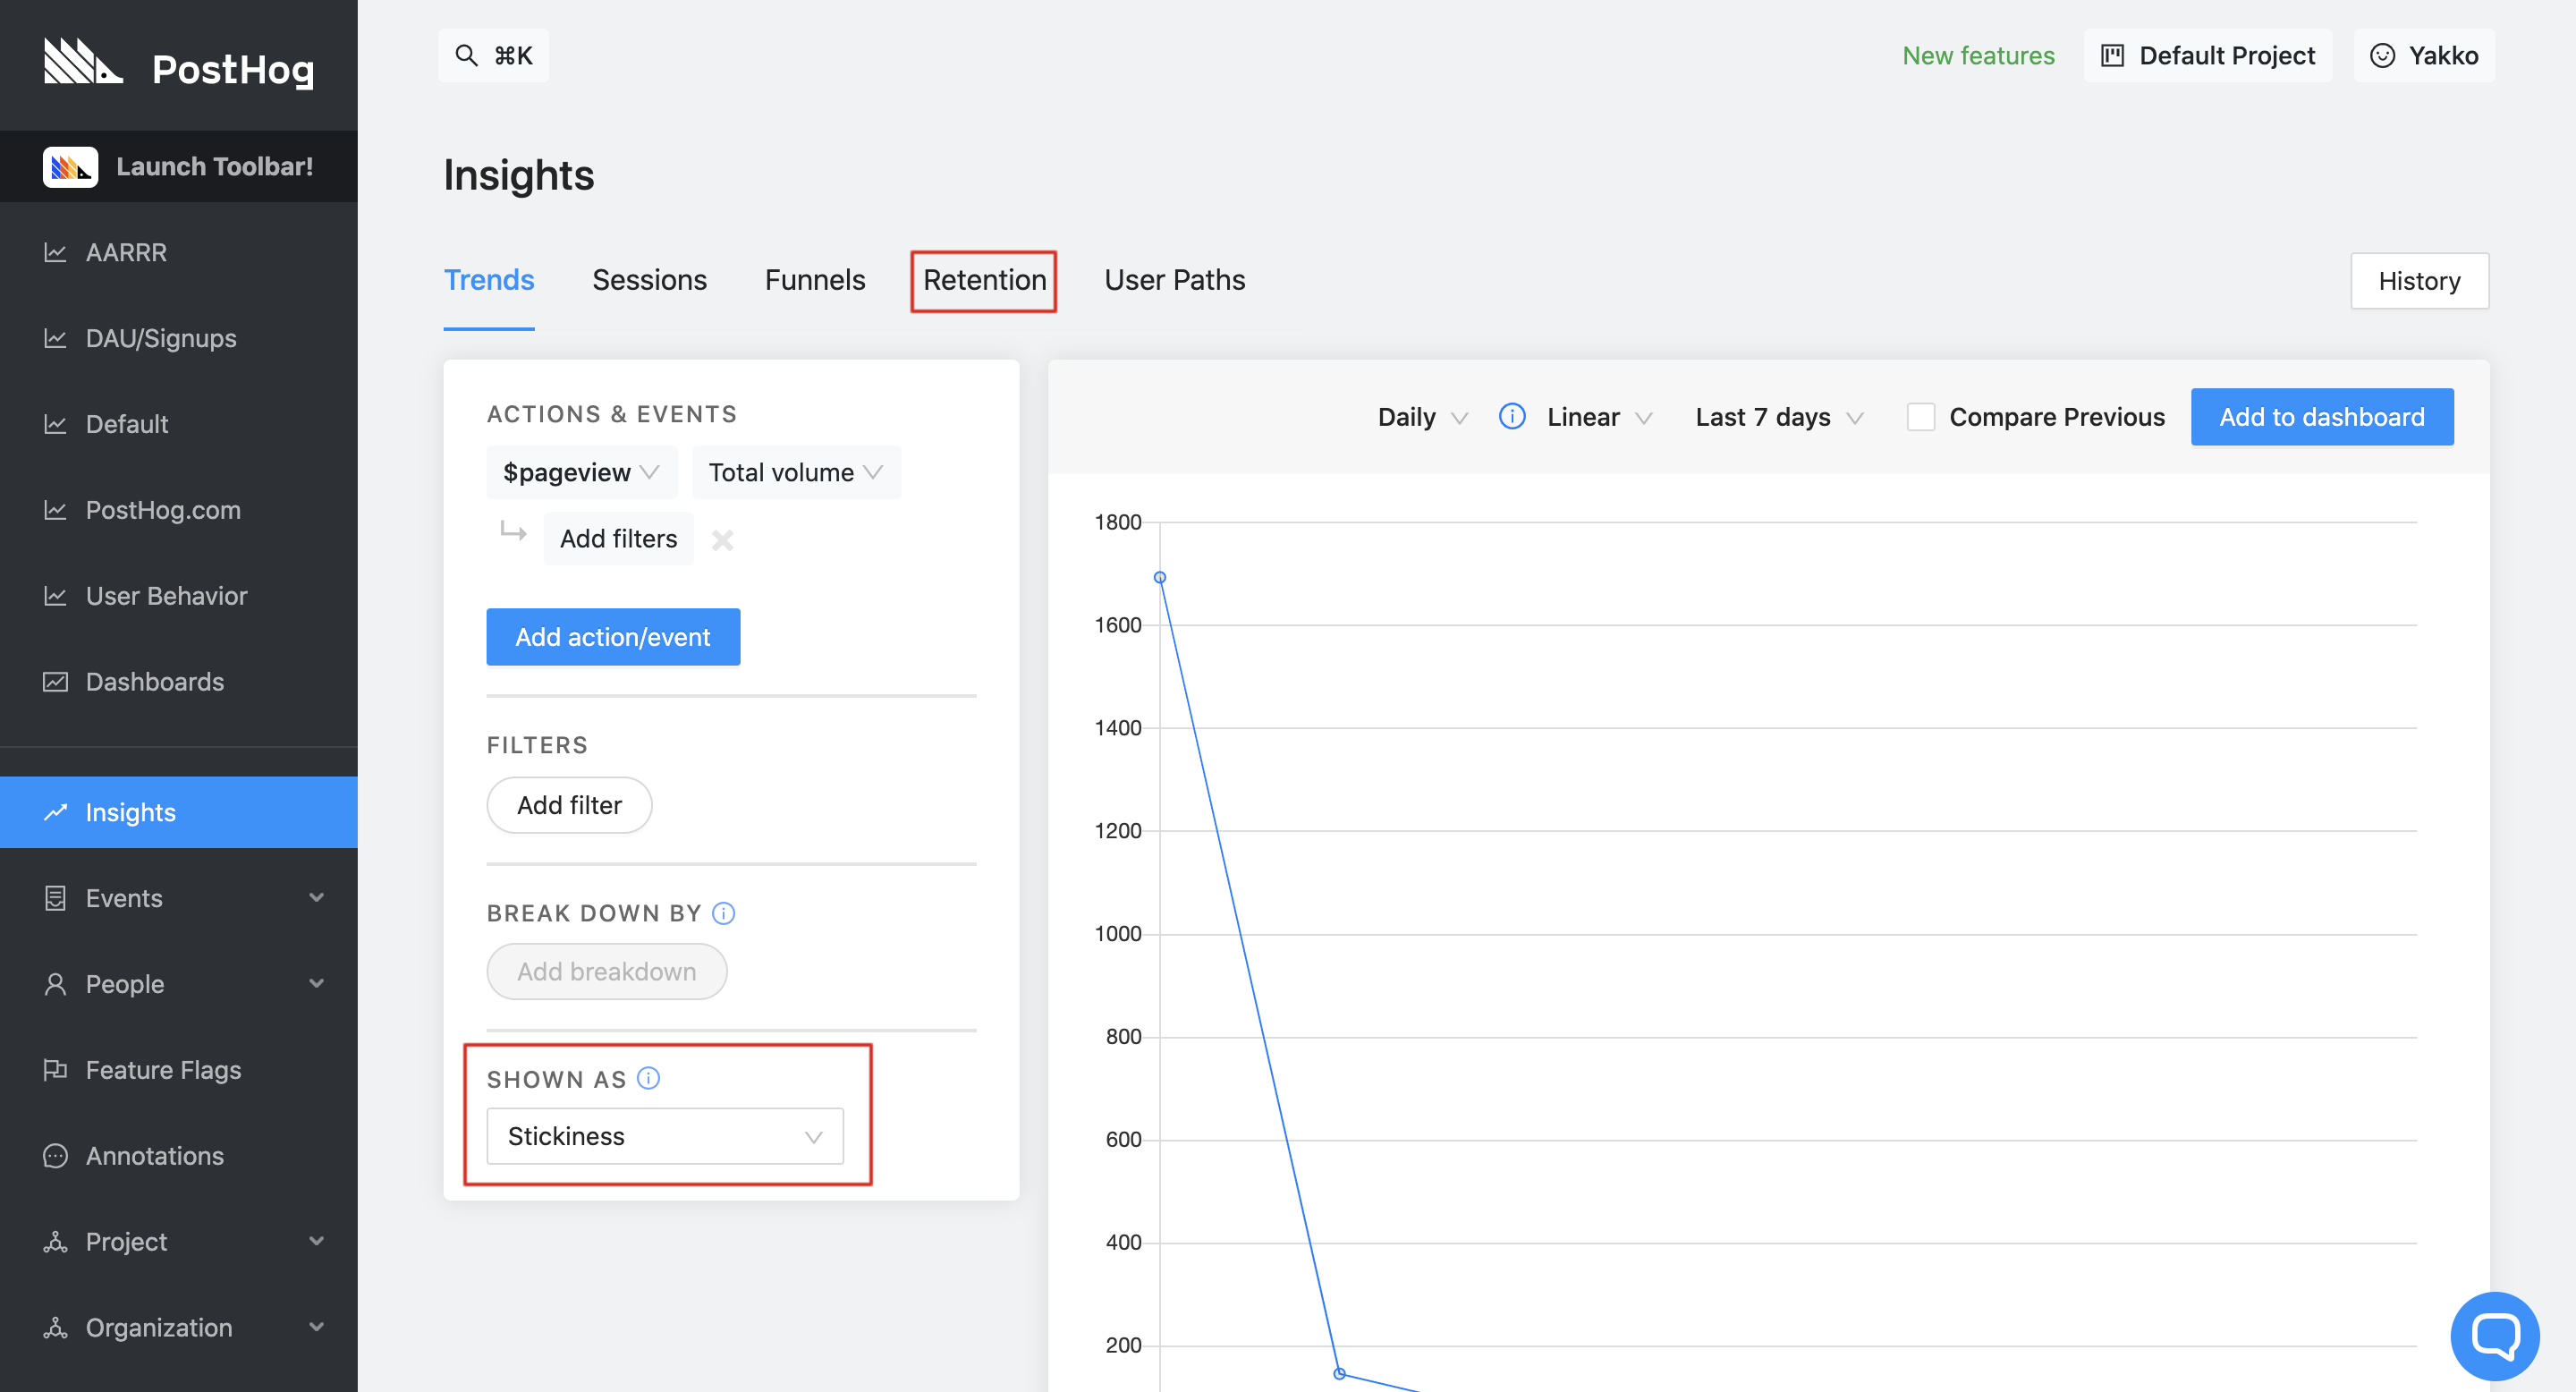 PostHog
Launch Toolbar!
AARRR
DAU/Signups
Default
PostHog.com
User Behavior
Dashboards
Insights
Events
People
Feature Flags
Annotations
Project
Organization
⌘K
New features
Default Project
Yakko
Insights
Trends Sessions Funnels Retention User Paths
History
ACTIONS & EVENTS
$pageview Total volume
Add filters
Add action/event
FILTERS
Add filter
BREAK DOWN BY
Add breakdown
SHOWN AS
Stickiness
Daily Linear Last 7 days Compare Previous Add to dashboard
1800
1600
1400
1200
1000
800
600
400
200